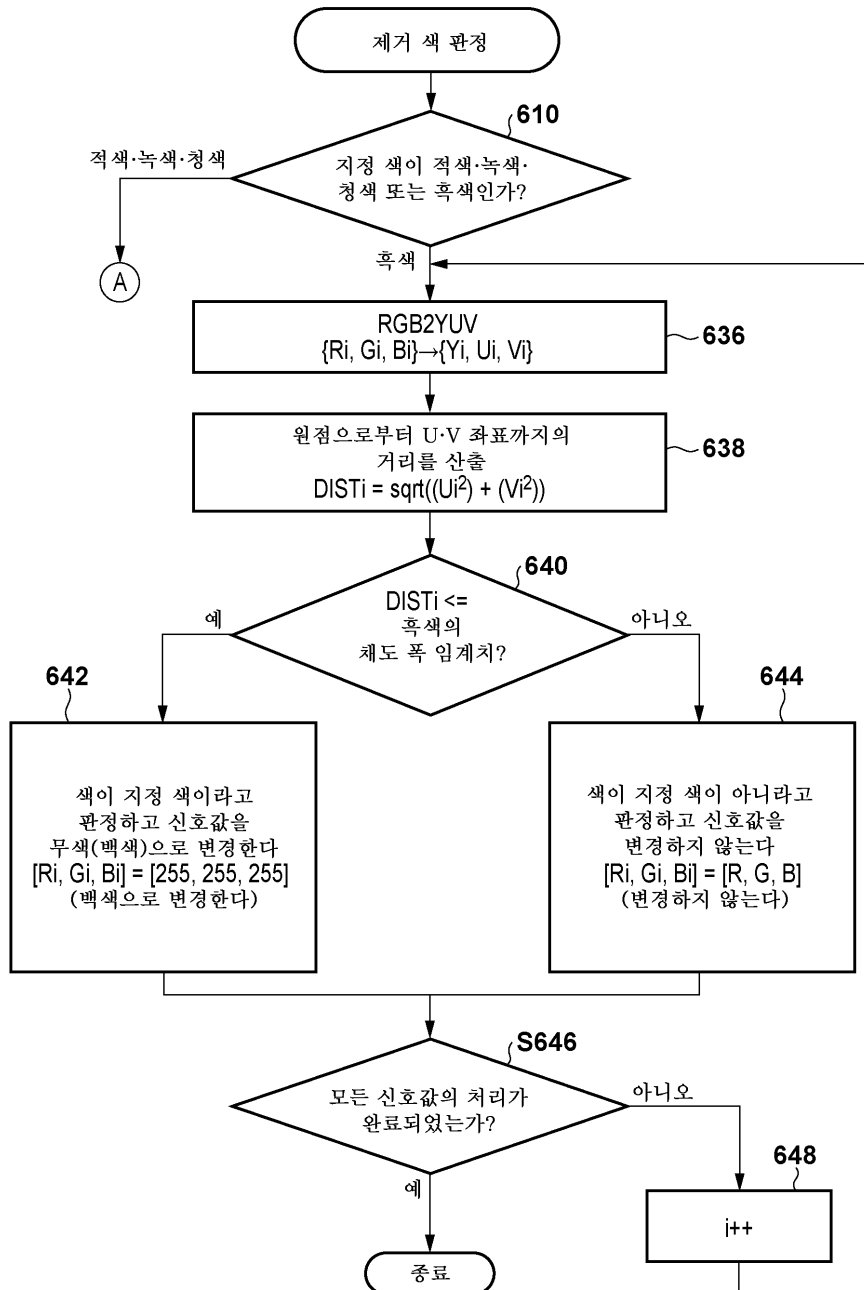 제거 색 판정
610
적색·녹색·청색
지정 색이 적색·녹색·
청색 또는 흑색인가?
흑색
A
RGB2YUV
{Ri, Gi, Bi}→{Yi, Ui, Vi}
636
원점으로부터 U·V 좌표까지의
거리를 산출
DISTi = sqrt((Ui²) + (Vi²))
638
640
DISTi <=
흑색의
채도 폭 임계치?
예
아니오
642
색이 지정 색이라고
판정하고 신호값을
무색(백색)으로 변경한다
[Ri, Gi, Bi] = [255, 255, 255]
(백색으로 변경한다)
644
색이 지정 색이 아니라고
판정하고 신호값을
변경하지 않는다
[Ri, Gi, Bi] = [R, G, B]
(변경하지 않는다)
S646
모든 신호값의 처리가
완료되었는가?
아니오
예
648
i++
종료